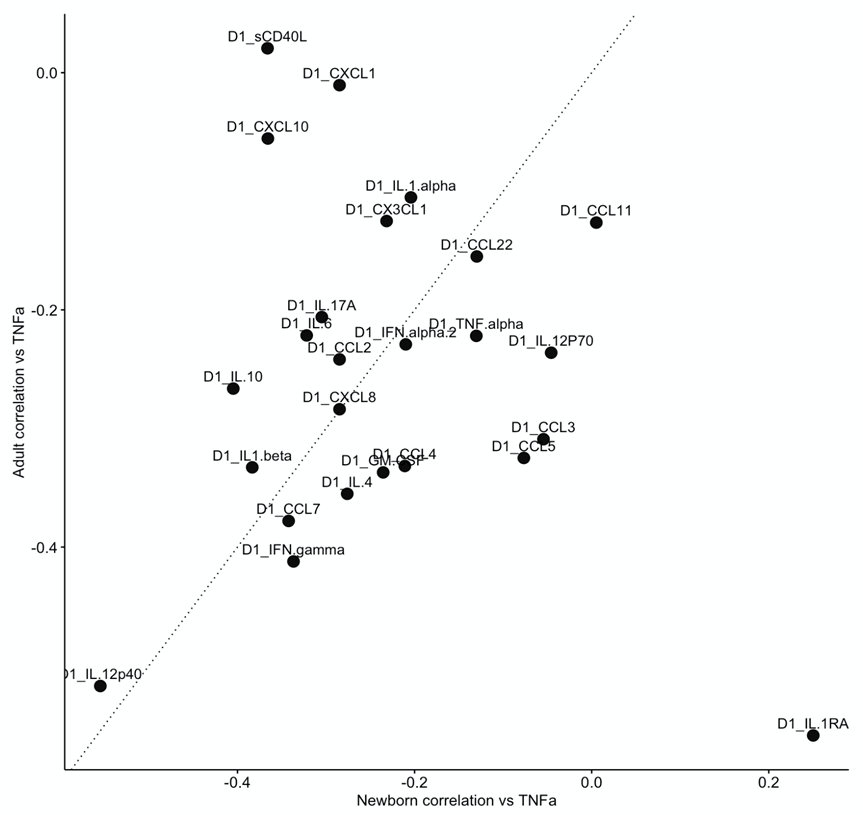 D1_sCD40L
0.0
D1_CXCL1
D1_CXCL10
D1_IL.1.alpha
D1_CX3CL1
D1_CCL11
D1_CCL22
-0.2
D1_IL.17A
D1_IL.6
D1_IFN.alpha.2
D1_TNF.alpha
D1_CCL2
D1_IL.12P70
D1_IL.10
D1_CXCL8
D1_CCL3
D1_CCL5
D1_IL1.beta
D1_GM.CSF
D1_CCL4
D1_IL.4
D1_CCL7
-0.4
D1_IFN.gamma
D1_IL.12p40
D1_IL.1RA
-0.4 -0.2 0.0 0.2
Newborn correlation vs TNFa
Adult correlation vs TNFa